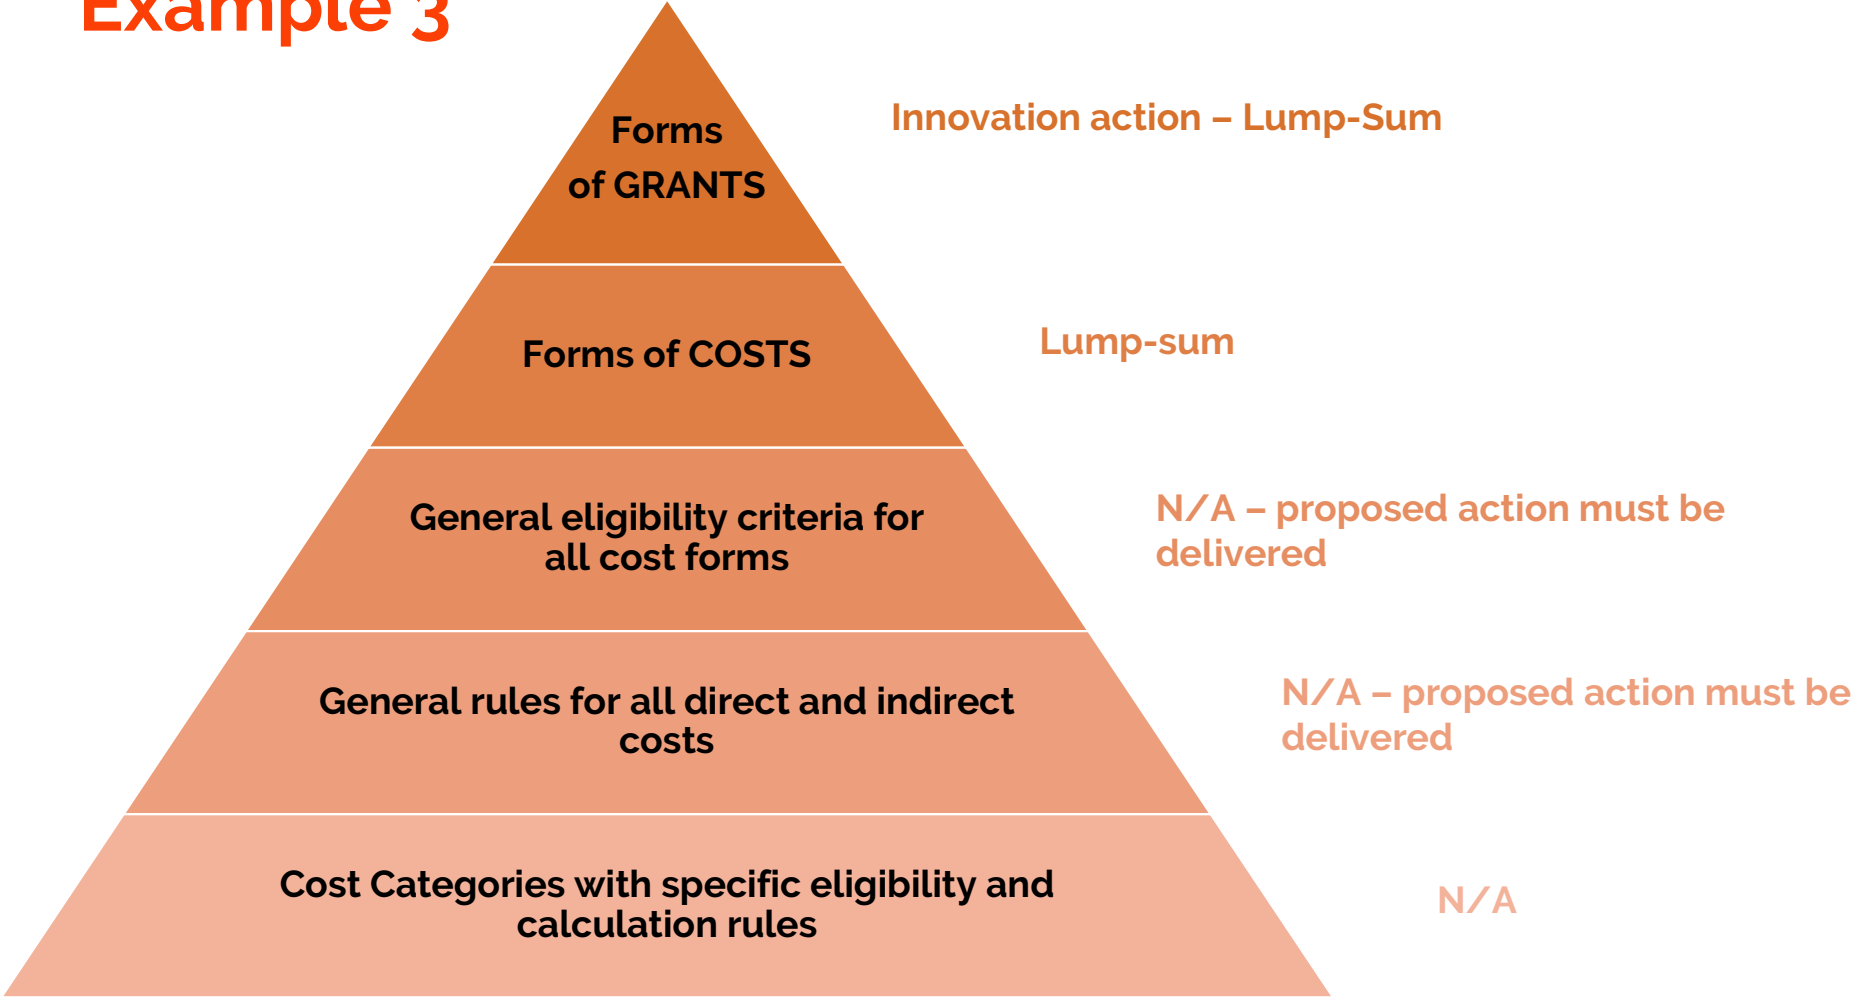 Example 3
Forms
of GRANTS
Innovation action – Lump-Sum
Forms of COSTS
Lump-sum
General eligibility criteria for
all cost forms
N/A – proposed action must be
delivered
General rules for all direct and indirect
costs
N/A – proposed action must be
delivered
Cost Categories with specific eligibility and
calculation rules
N/A